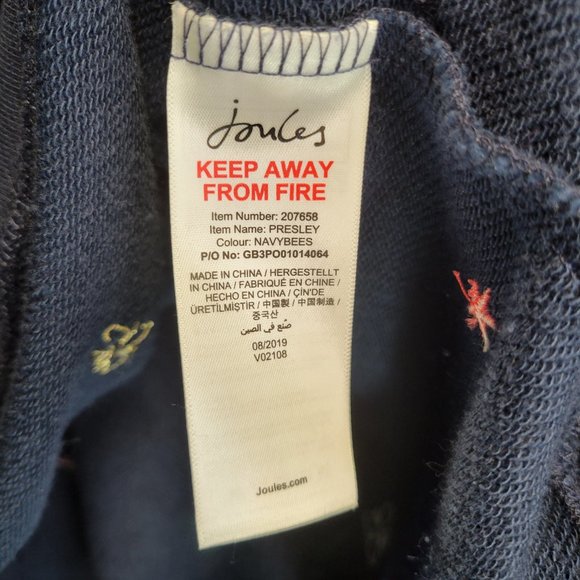 Joules
KEEP AWAY
FROM FIRE
Item Number: 207658
Item Name: PRESLEY
Colour: NAVYBEES
P/O No: GB3PO01014064
MADE IN CHINA / HERGESTELLT
IN CHINA / FABRIQUÉ EN CHINE /
HECHO EN CHINA / ÇİN'DE
ÜRETİLMİŞTİR / 中国製 / 中国制造 /
중국산
صنع في الصين
08/2019
V02108
Joules.com